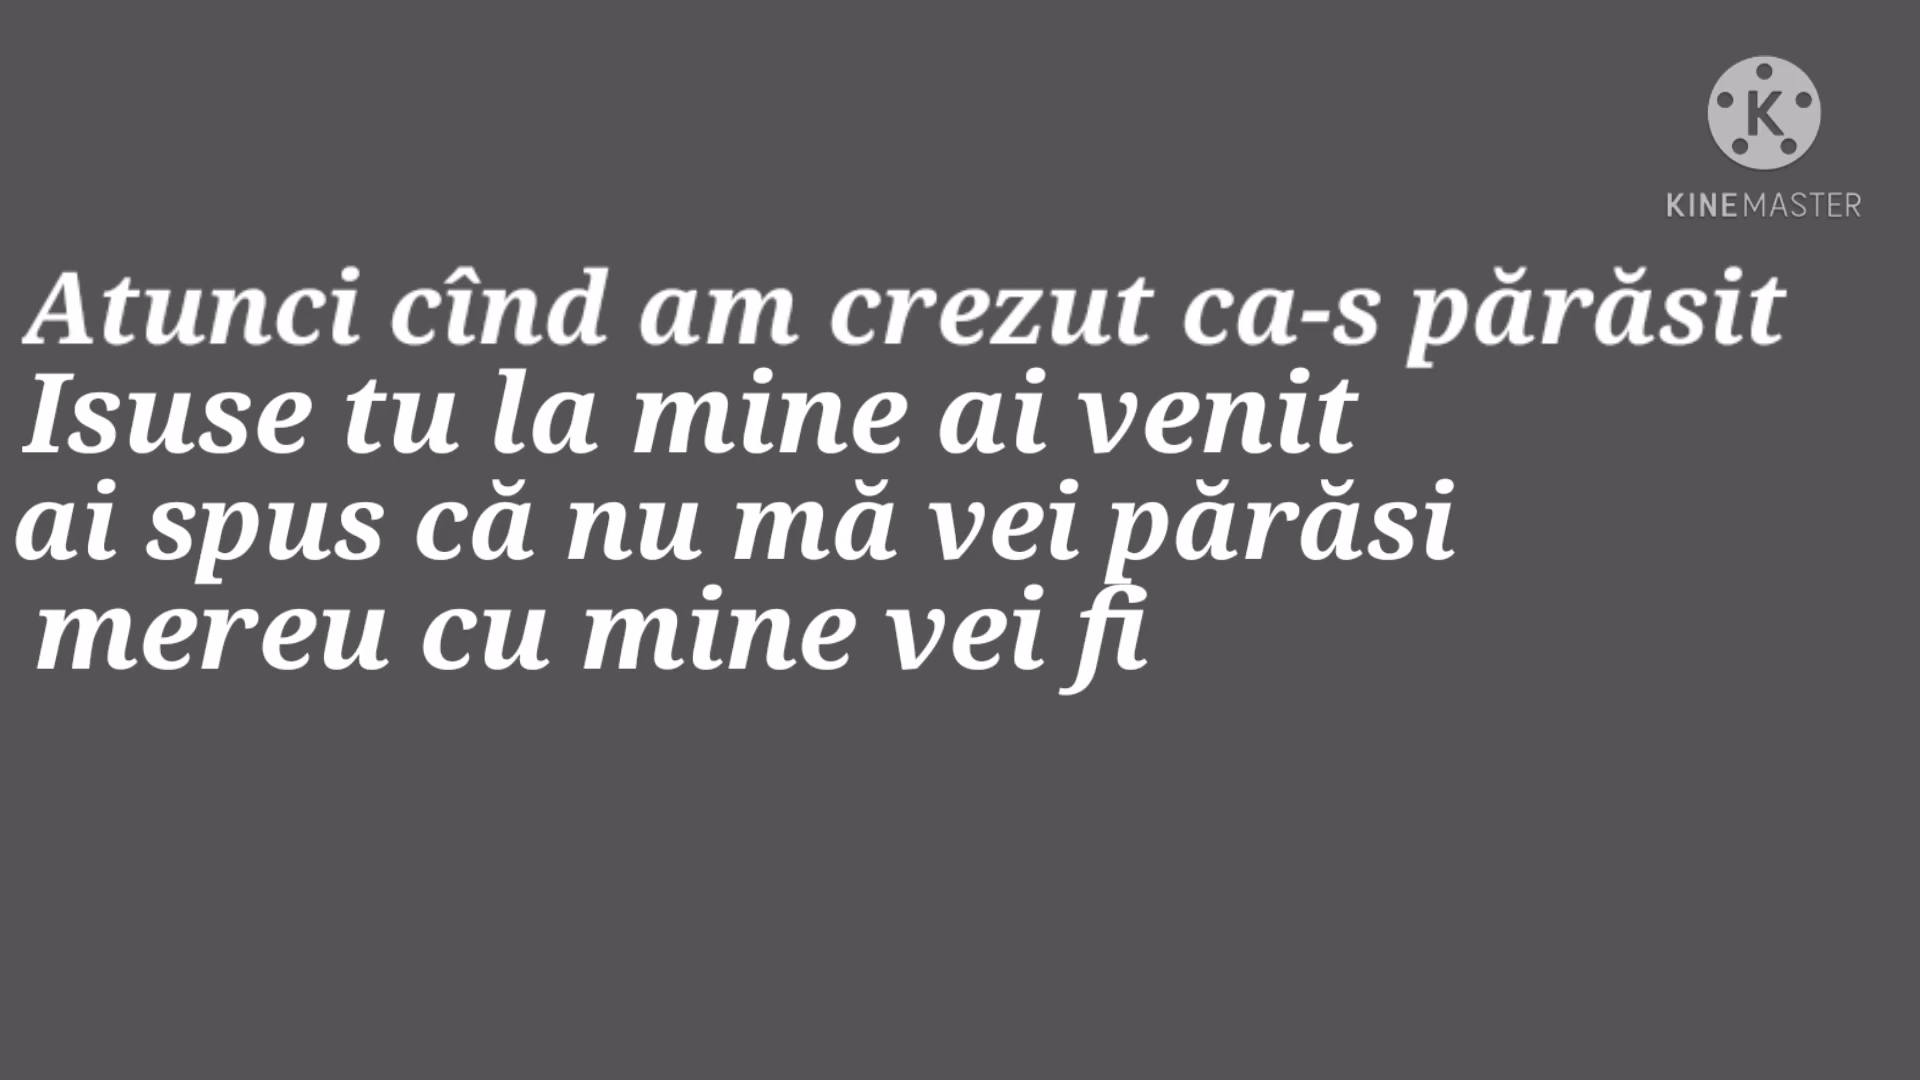 K
KINEMASTER
Atunci cînd am crezut ca-s părăsit
Isuse tu la mine ai venit
ai spus că nu mă vei părăsi
mereu cu mine vei fi